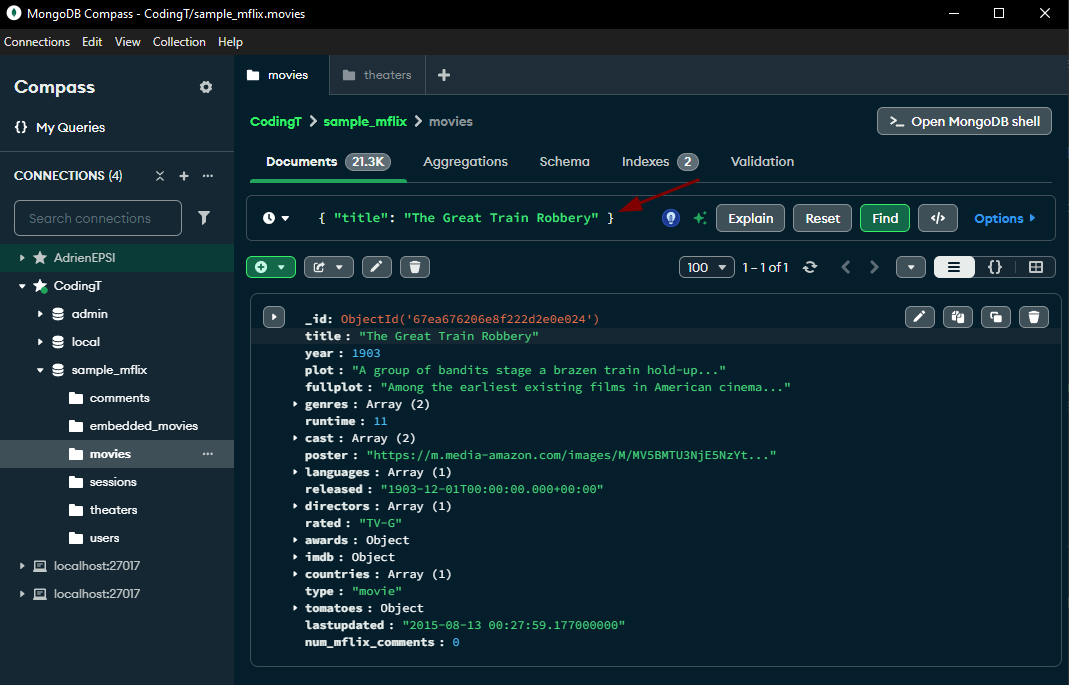 MongoDB Compass - CodingT/sample_mflix.movies
Connections Edit View Collection Help
Compass
{} My Queries
CONNECTIONS (4)
Search connections
AdrienEPSI
CodingT
admin
local
sample_mflix
comments
embedded_movies
movies
sessions
theaters
users
localhost:27017
localhost:27017
movies theaters
CodingT > sample_mflix > movies
>_ Open MongoDB shell
Documents 21.3K Aggregations Schema Indexes 2 Validation
{ "title": "The Great Train Robbery" } Explain Reset Find </> Options
100 1 – 1 of 1 {}
_id: ObjectId('67ea676206e8f222d2e0e024')
title : "The Great Train Robbery"
year : 1903
plot : "A group of bandits stage a brazen train hold-up..."
fullplot : "Among the earliest existing films in American cinema..."
genres : Array (2)
runtime : 11
cast : Array (2)
poster : "https://m.media-amazon.com/images/M/MV5BMTU3NjE5NzYt..."
languages : Array (1)
released : "1903-12-01T00:00:00.000+00:00"
directors : Array (1)
rated : "TV-G"
awards : Object
imdb : Object
countries : Array (1)
type : "movie"
tomatoes : Object
lastupdated : "2015-08-13 00:27:59.177000000"
num_mflix_comments : 0